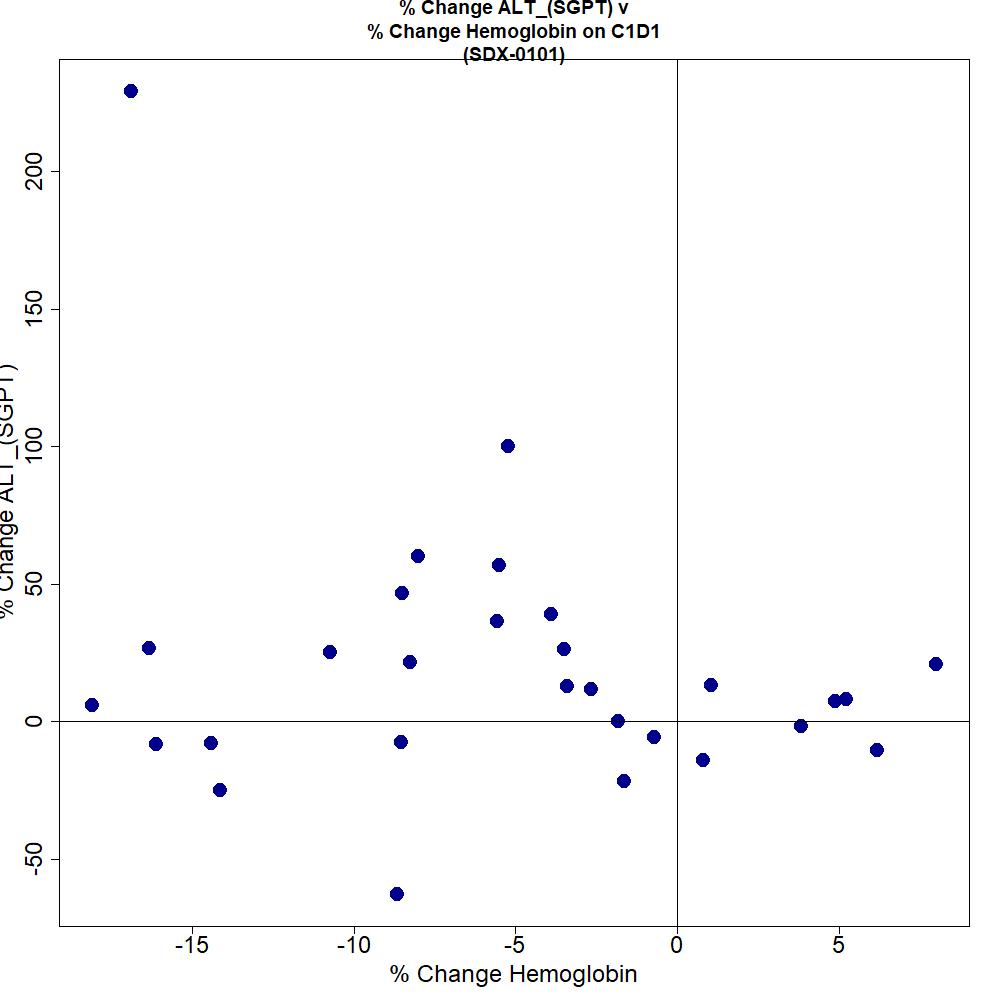 % Change ALT_(SGPT) v
% Change Hemoglobin on C1D1
(SDX-0101)
% Change ALT_(SGPT)
200
150
100
50
0
-50
-15
-10
-5
0
5
% Change Hemoglobin